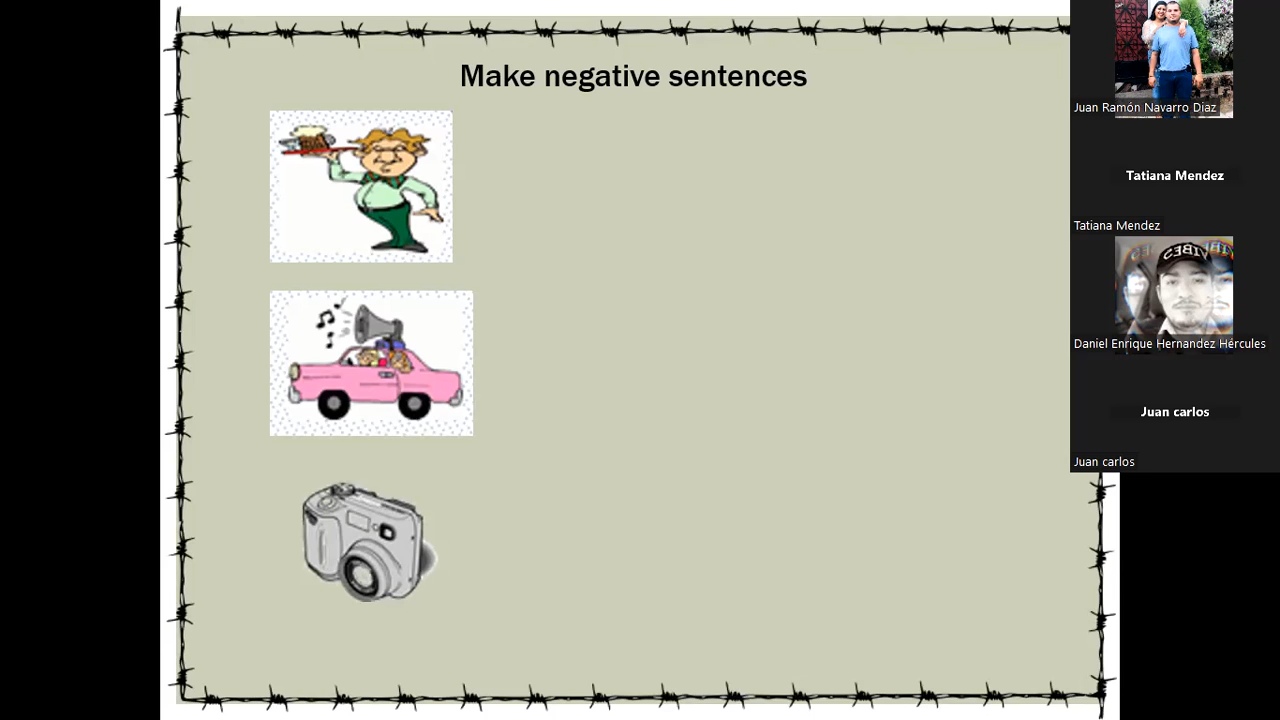 Make negative sentences
Juan Ramón Navarro Diaz
Tatiana Mendez
Tatiana Mendez
VIBES
Daniel Enrique Hernandez Hércules
Juan carlos
Juan carlos